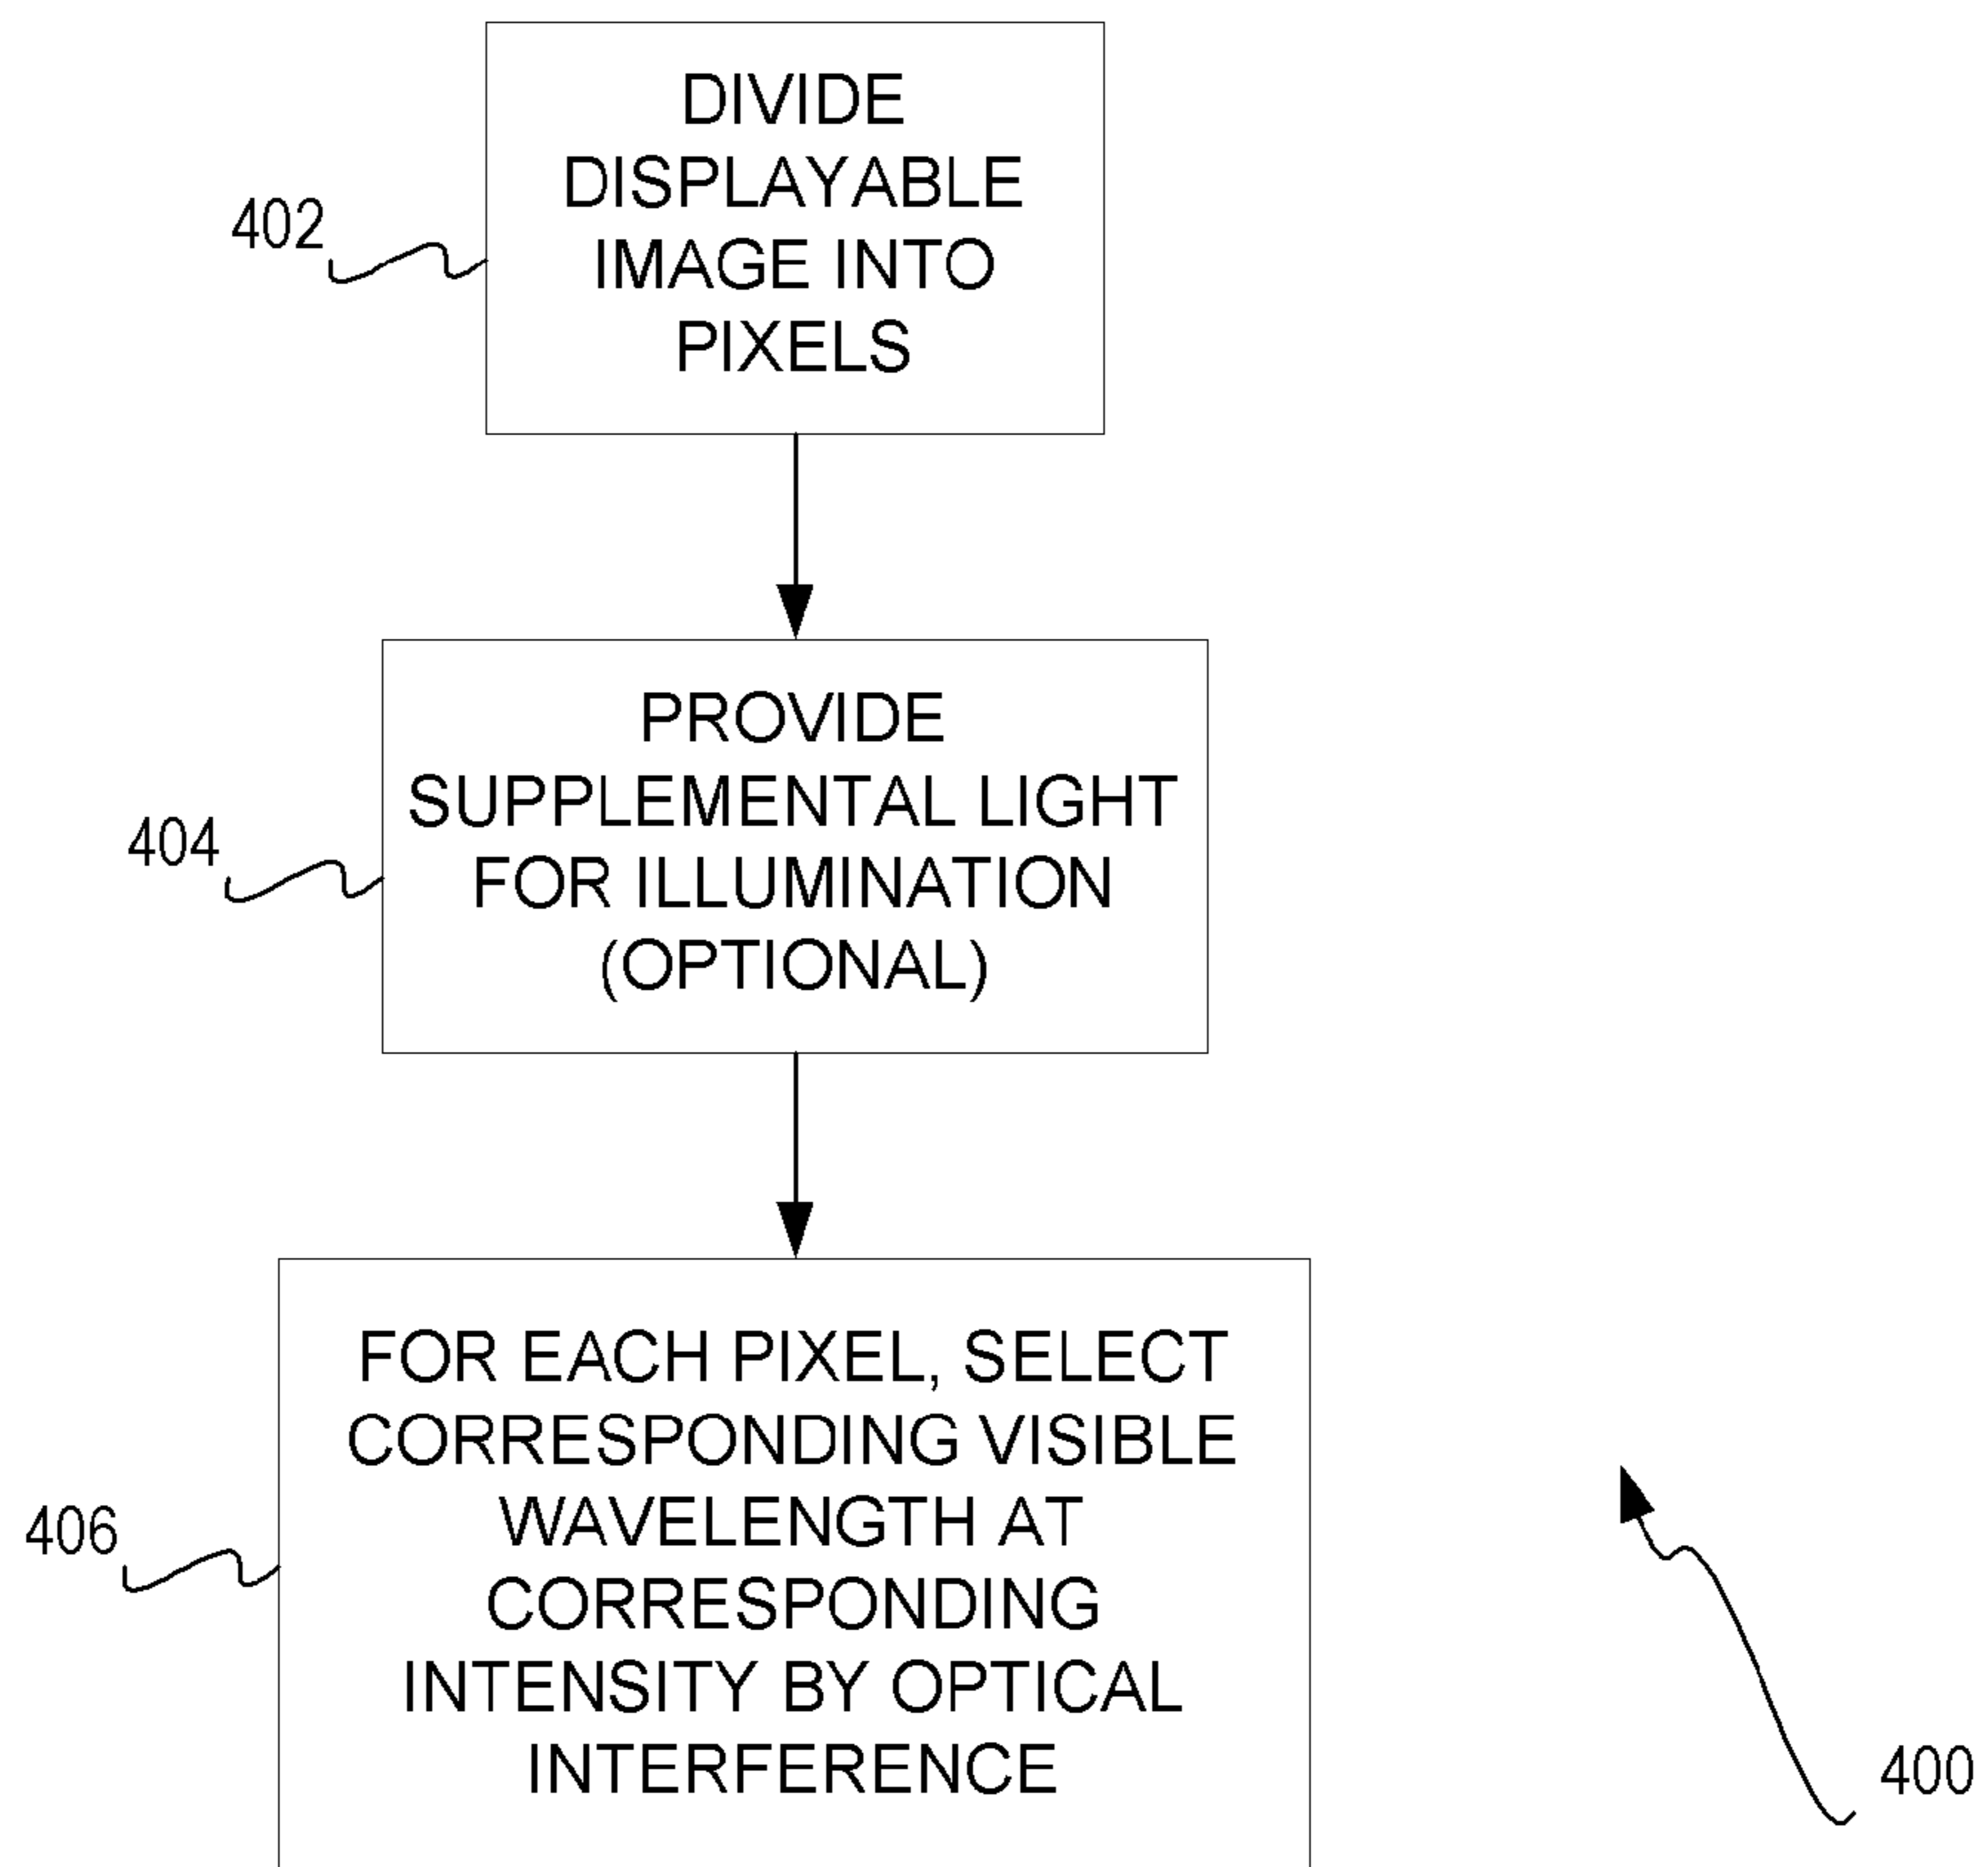 DIVIDE
DISPLAYABLE
IMAGE INTO
PIXELS
402
PROVIDE
SUPPLEMENTAL LIGHT
FOR ILLUMINATION
(OPTIONAL)
404
FOR EACH PIXEL, SELECT
CORRESPONDING VISIBLE
WAVELENGTH AT
CORRESPONDING
INTENSITY BY OPTICAL
INTERFERENCE
406
400